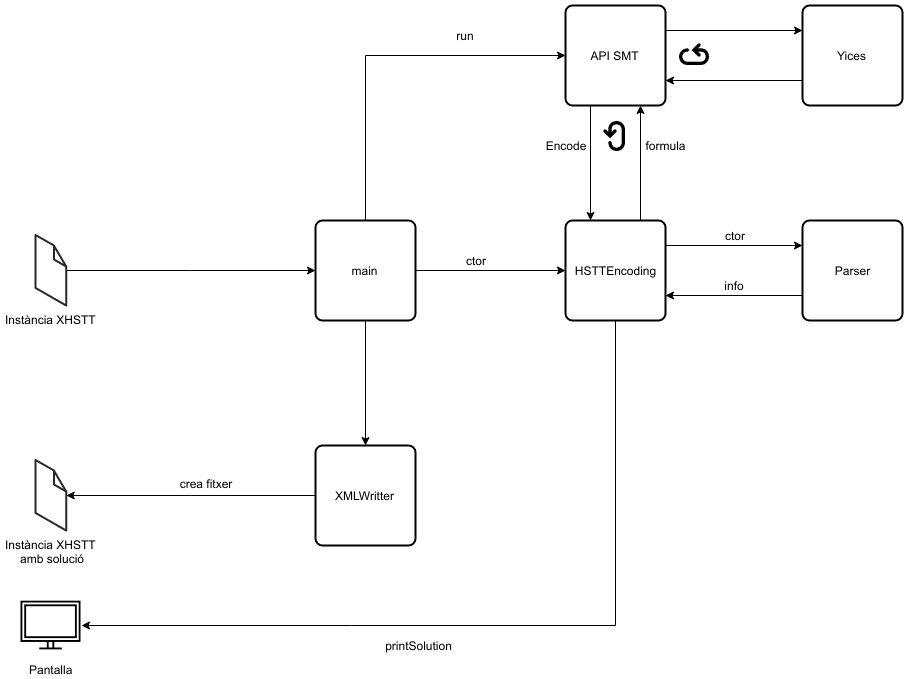 run
API SMT
Yices
Encode
formula
Instància XHSTT
main
ctor
HSTTEncoding
ctor
info
Parser
crea fitxer
XMLWritter
Instància XHSTT
amb solució
printSolution
Pantalla